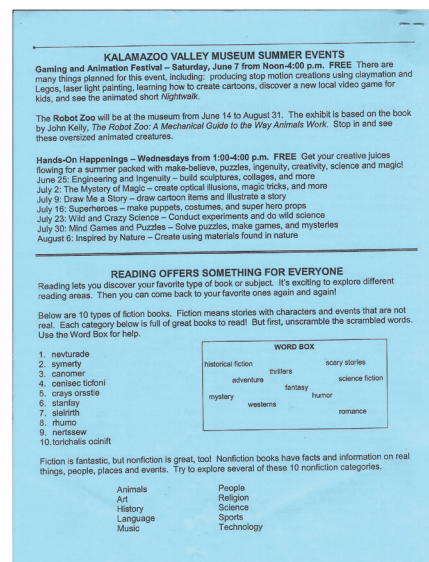 KALAMAZOO VALLEY MUSEUM SUMMER EVENTS
Gaming and Animation Festival – Saturday, June 7 from Noon-4:00 p.m. FREE There are
many things planned for this event, including: producing stop motion creations using claymation and
Legos, laser light painting, learning how to create cartoons, discover a new local video game for
kids, and see the animated short Nightwalk.
The Robot Zoo will be at the museum from June 14 to August 31. The exhibit is based on the book
by John Kelly, The Robot Zoo: A Mechanical Guide to the Way Animals Work. Stop in and see
these oversized animated creatures.
Hands-On Happenings – Wednesdays from 1:00-4:00 p.m. FREE Get your creative juices
flowing for a summer packed with make-believe, puzzles, ingenuity, creativity, science and magic!
June 25: Engineering and Ingenuity – build sculptures, collages, and more
July 2: The Mystery of Magic – create optical illusions, magic tricks, and more
July 9: Draw Me a Story – draw cartoon items and illustrate a story
July 16: Superheroes – make puppets, costumes, and super hero props
July 23: Wild and Crazy Science – Conduct experiments and do wild science
July 30: Mind Games and Puzzles – Solve puzzles, make games, and mysteries
August 6: Inspired by Nature – Create using materials found in nature
READING OFFERS SOMETHING FOR EVERYONE
Reading lets you discover your favorite type of book or subject. It's exciting to explore different
reading areas. Then you can come back to your favorite ones again and again!
Below are 10 types of fiction books. Fiction means stories with characters and events that are not
real. Each category below is full of great books to read! But first, unscramble the scrambled words.
Use the Word Box for help.
1. nevturade
2. symerty
3. canomer
4. cenisec ticfoni
5. crays orsstie
6. stanfay
7. slelrirth
8. rhumo
9. nertssew
10. torichalis ocinift
WORD BOX
historical fiction
scary stories
thrillers
adventure
science fiction
fantasy
mystery
humor
westerns
romance
Fiction is fantastic, but nonfiction is great, too! Nonfiction books have facts and information on real
things, people, places and events. Try to explore several of these 10 nonfiction categories.
Animals
Art
History
Language
Music
People
Religion
Science
Sports
Technology